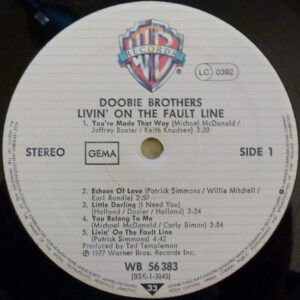 WB
RECORDS
LC 0392
DOOBIE BROTHERS
LIVIN' ON THE FAULT LINE
1. You're Made That Way (Michael McDonald /
Jeffrey Baxter / Keith Knudsen) 3:30
STEREO
GEMA
SIDE 1
2. Echoes Of Love (Patrick Simmons / Willie Mitchell /
Earl Randle) 2:57
3. Little Darling (I Need You)
(Holland / Dozier / Holland) 3:24
4. You Belong To Me
(Michael McDonald / Carly Simon) 3:04
5. Livin' On The Fault Line
(Patrick Simmons) 4:42
Produced by Ted Templeman
℗ 1977 Warner Bros. Records Inc.
WB 56 383
(BSK-1-3045)
33